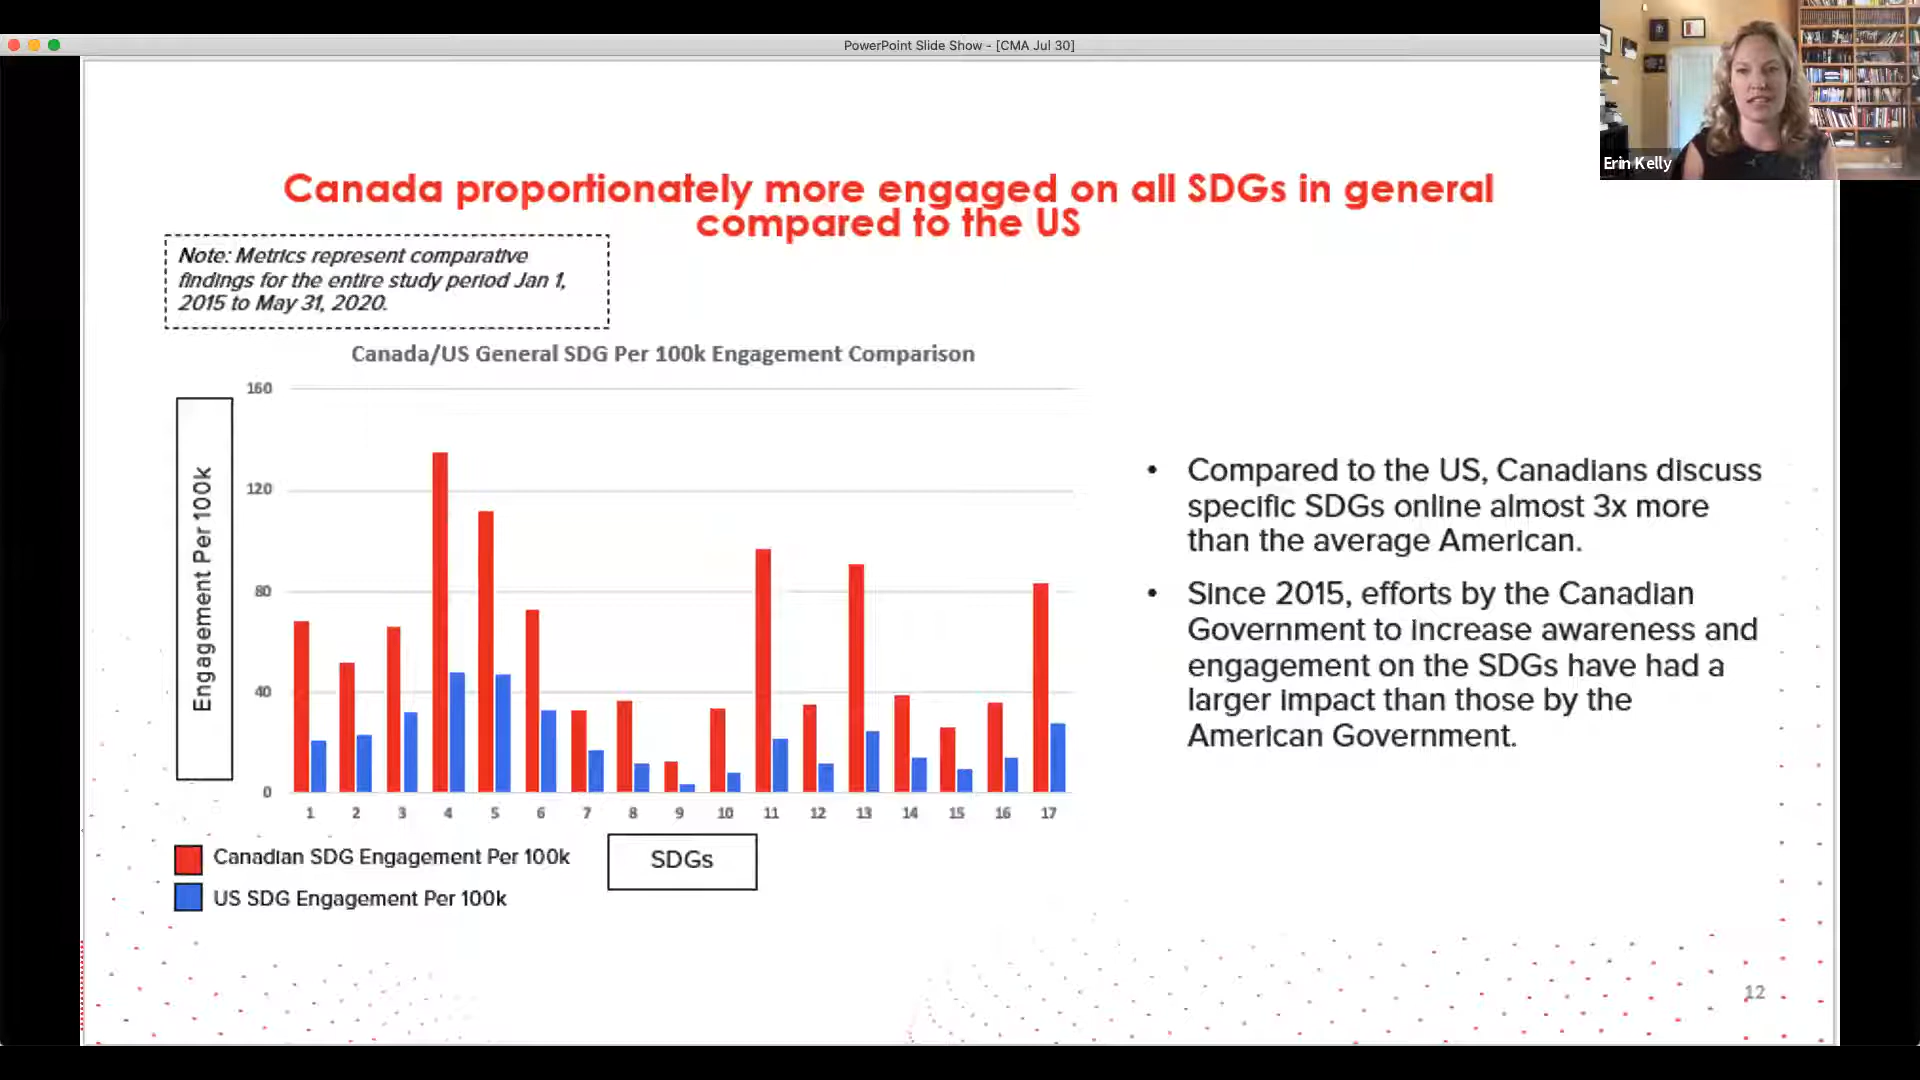 PowerPoint Slide Show - [CMA Jul 30]
Erin Kelly
Canada proportionately more engaged on all SDGs in general
compared to the US
Note: Metrics represent comparative
findings for the entire study period Jan 1,
2015 to May 31, 2020.
Canada/US General SDG Per 100k Engagement Comparison
Engagement Per 100k
160
120
80
40
0
1 2 3 4 5 6 7 8 9 10 11 12 13 14 15 16 17
SDGs
Canadian SDG Engagement Per 100k
US SDG Engagement Per 100k
• Compared to the US, Canadians discuss
specific SDGs online almost 3x more
than the average American.
• Since 2015, efforts by the Canadian
Government to increase awareness and
engagement on the SDGs have had a
larger impact than those by the
American Government.
12